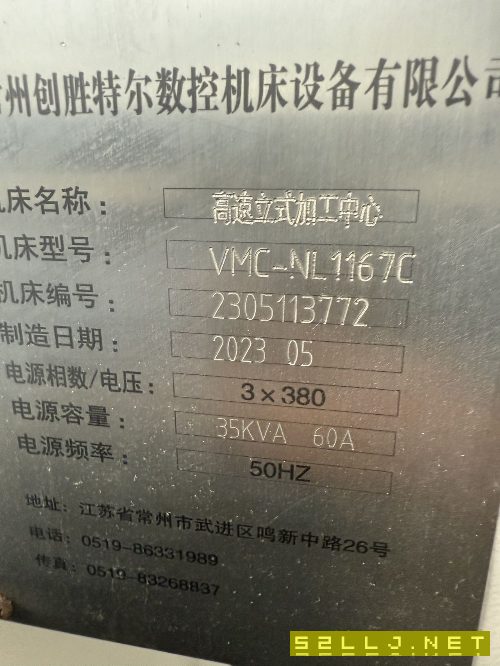 州创胜特尔数控机床设备有限公司
机床名称: 高速立式加工中心
机床型号: VMC-NL1167C
机床编号: 2305113772
制造日期: 2023 05
电源相数/电压: 3×380
电源容量: 35KVA 60A
电源频率: 50HZ
地址: 江苏省常州市武进区鸣新中路26号
电话: 0519-86331989
传真: 0519-83268837
52LLJ.NET